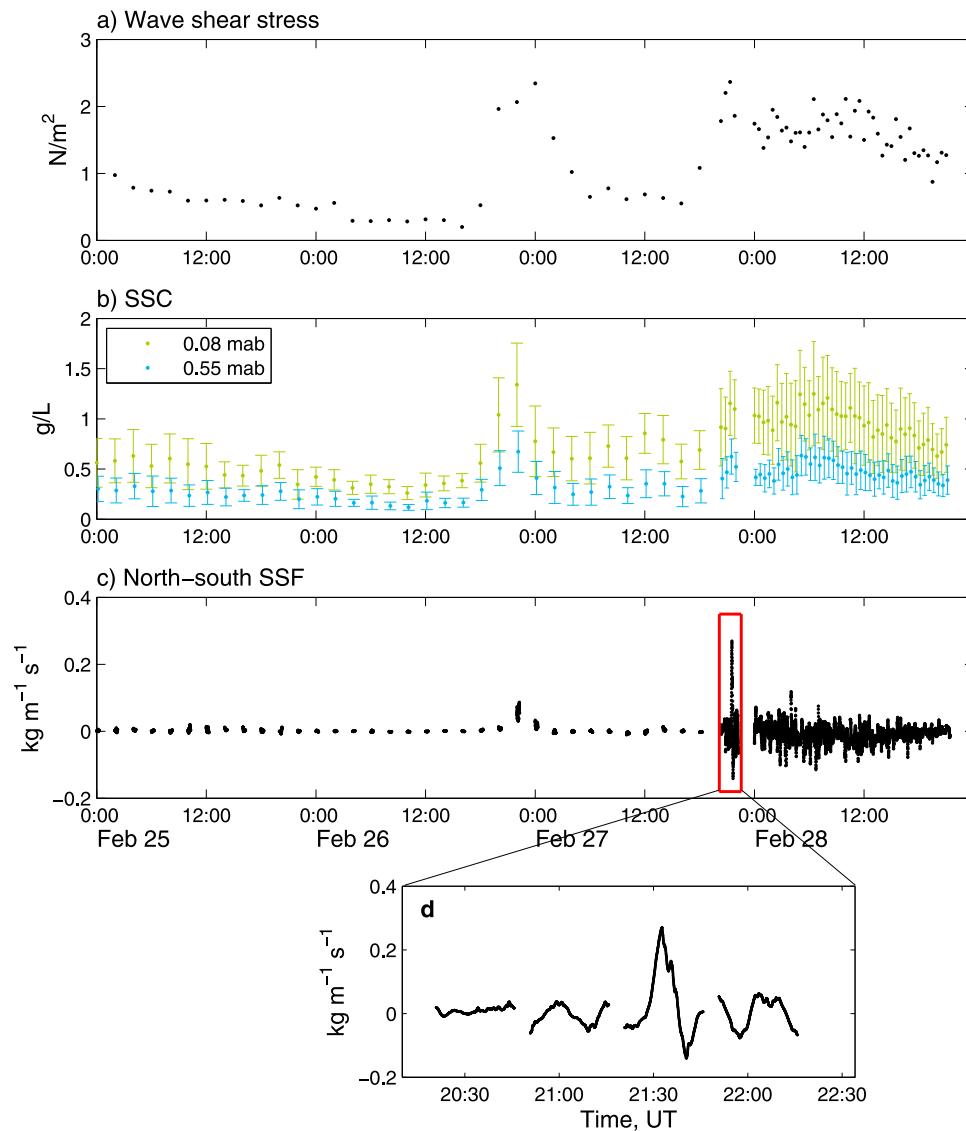 a) Wave shear stress
3
2
1
0
N/m²
0:00 12:00 0:00 12:00 0:00 12:00 0:00 12:00
b) SSC
2
1.5
1
0.5
0
g/L
0.08 mab
0.55 mab
0:00 12:00 0:00 12:00 0:00 12:00 0:00 12:00
c) North−south SSF
0.4
0.2
0
−0.2
kg m⁻¹ s⁻¹
0:00 12:00 0:00 12:00 0:00 12:00 0:00 12:00
Feb 25 Feb 26 Feb 27 Feb 28
d
0.4
0.2
0
−0.2
kg m⁻¹ s⁻¹
20:30 21:00 21:30 22:00 22:30
Time, UT